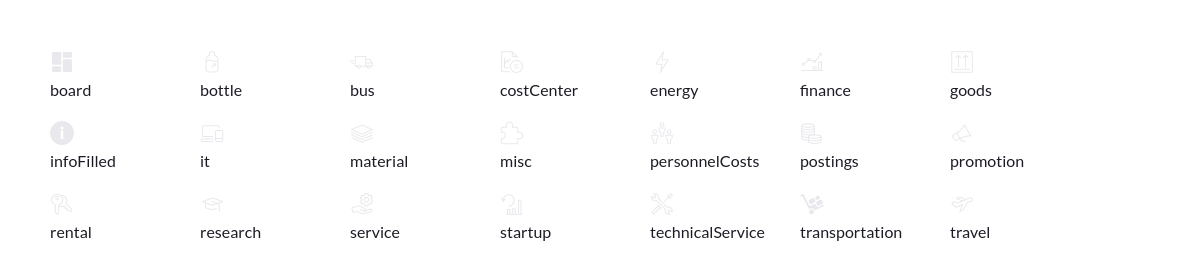 board bottle bus costCenter energy finance goods
infoFilled it material misc personnelCosts postings promotion
rental research service startup technicalService transportation travel